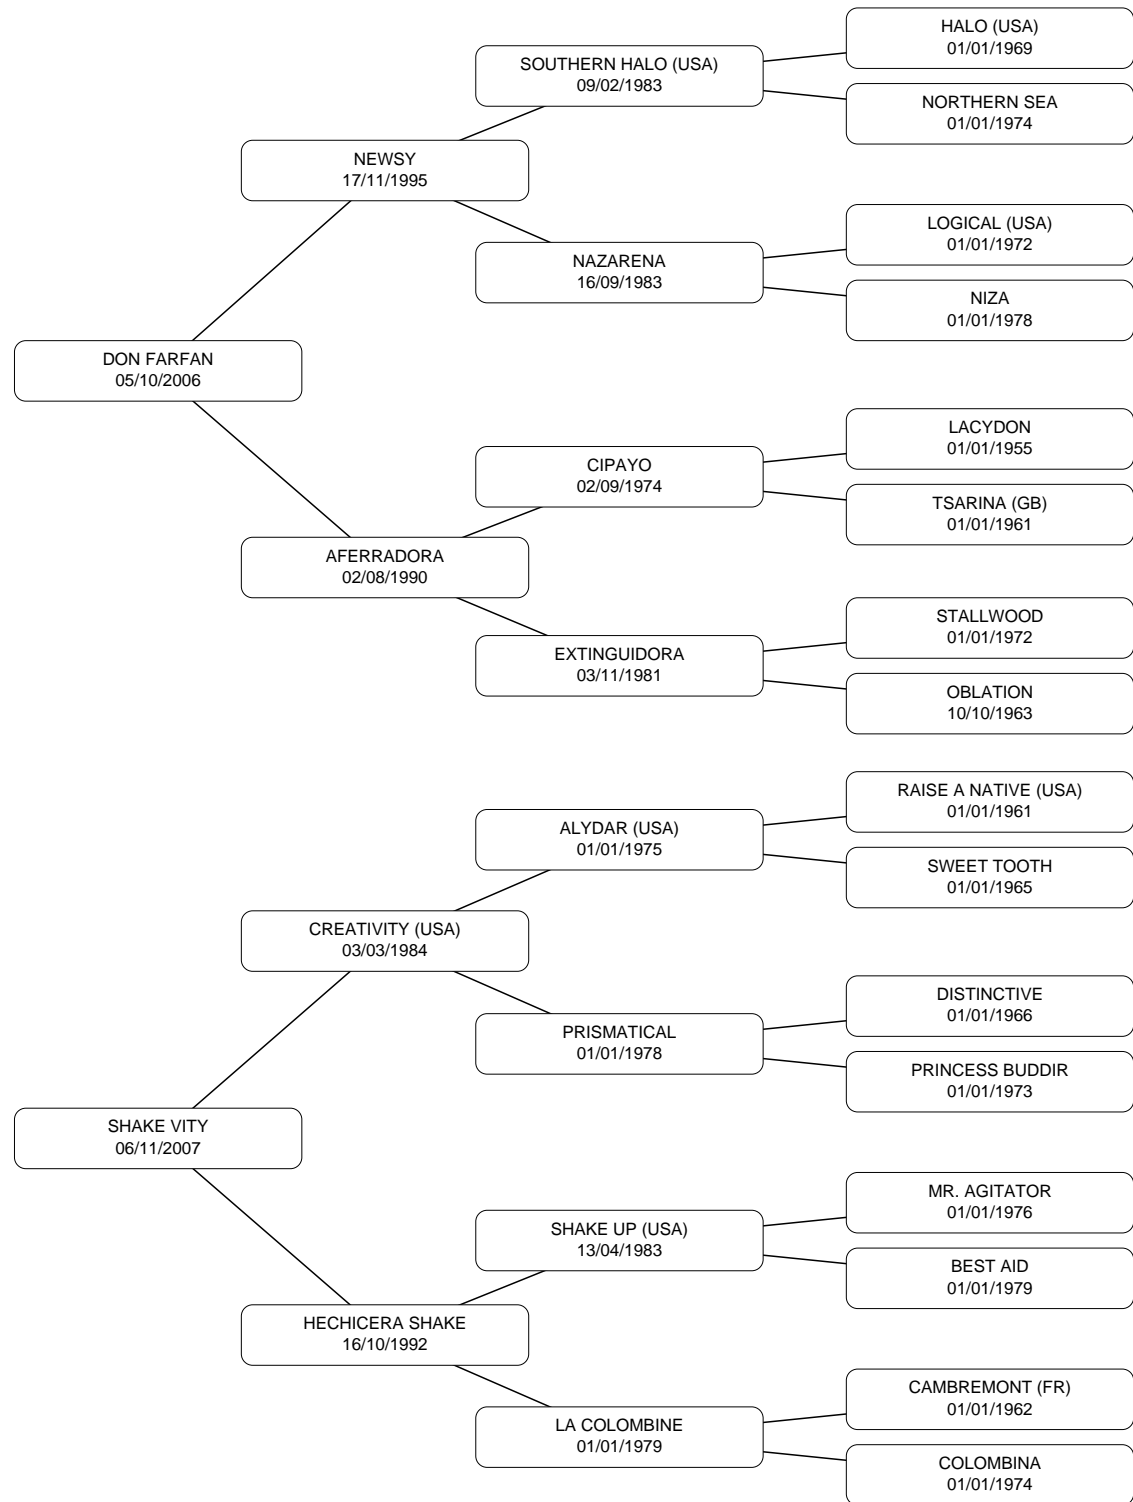 HALO (USA)
01/01/1969
SOUTHERN HALO (USA)
09/02/1983
NORTHERN SEA
01/01/1974
NEWSY
17/11/1995
LOGICAL (USA)
01/01/1972
NAZARENA
16/09/1983
NIZA
01/01/1978
DON FARFAN
05/10/2006
LACYDON
01/01/1955
CIPAYO
02/09/1974
TSARINA (GB)
01/01/1961
AFERRADORA
02/08/1990
STALLWOOD
01/01/1972
EXTINGUIDORA
03/11/1981
OBLATION
10/10/1963
RAISE A NATIVE (USA)
01/01/1961
ALYDAR (USA)
01/01/1975
SWEET TOOTH
01/01/1965
CREATIVITY (USA)
03/03/1984
DISTINCTIVE
01/01/1966
PRISMATICAL
01/01/1978
PRINCESS BUDDIR
01/01/1973
SHAKE VITY
06/11/2007
MR. AGITATOR
01/01/1976
SHAKE UP (USA)
13/04/1983
BEST AID
01/01/1979
HECHICERA SHAKE
16/10/1992
CAMBREMONT (FR)
01/01/1962
LA COLOMBINE
01/01/1979
COLOMBINA
01/01/1974